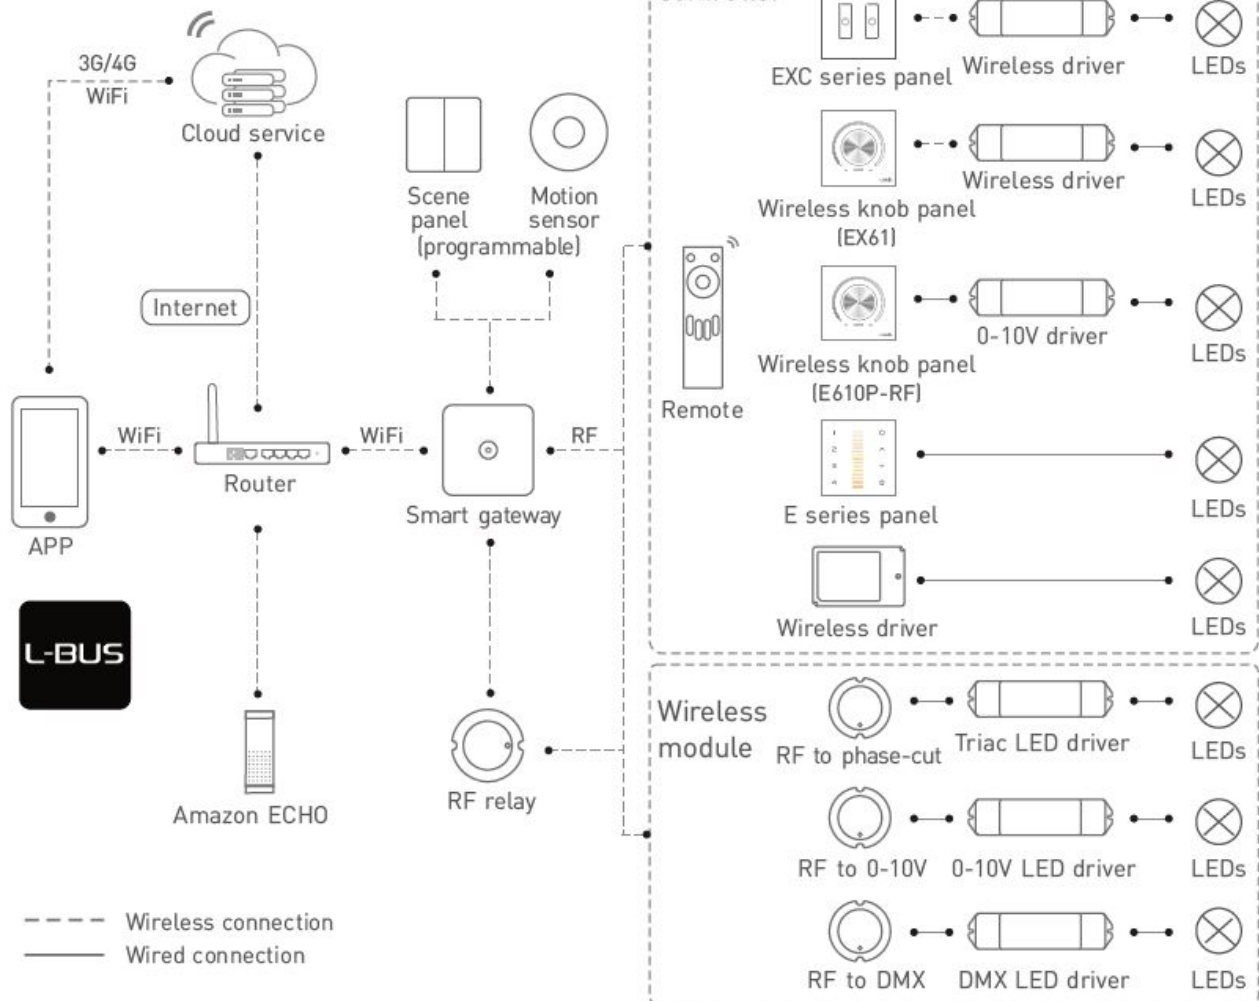 3G/4G
WiFi
Cloud service
Internet
Scene
panel
Motion
sensor
(programmable)
WiFi
WiFi
RF
APP
Router
Smart gateway
L-BUS
Amazon ECHO
RF relay
Wireless connection
Wired connection
Remote
EXC series panel
Wireless driver
LEDs
Wireless knob panel
(EX61)
Wireless driver
LEDs
Wireless knob panel
(E610P-RF)
0-10V driver
LEDs
E series panel
LEDs
Wireless driver
LEDs
Wireless
module
RF to phase-cut
Triac LED driver
LEDs
RF to 0-10V
0-10V LED driver
LEDs
RF to DMX
DMX LED driver
LEDs